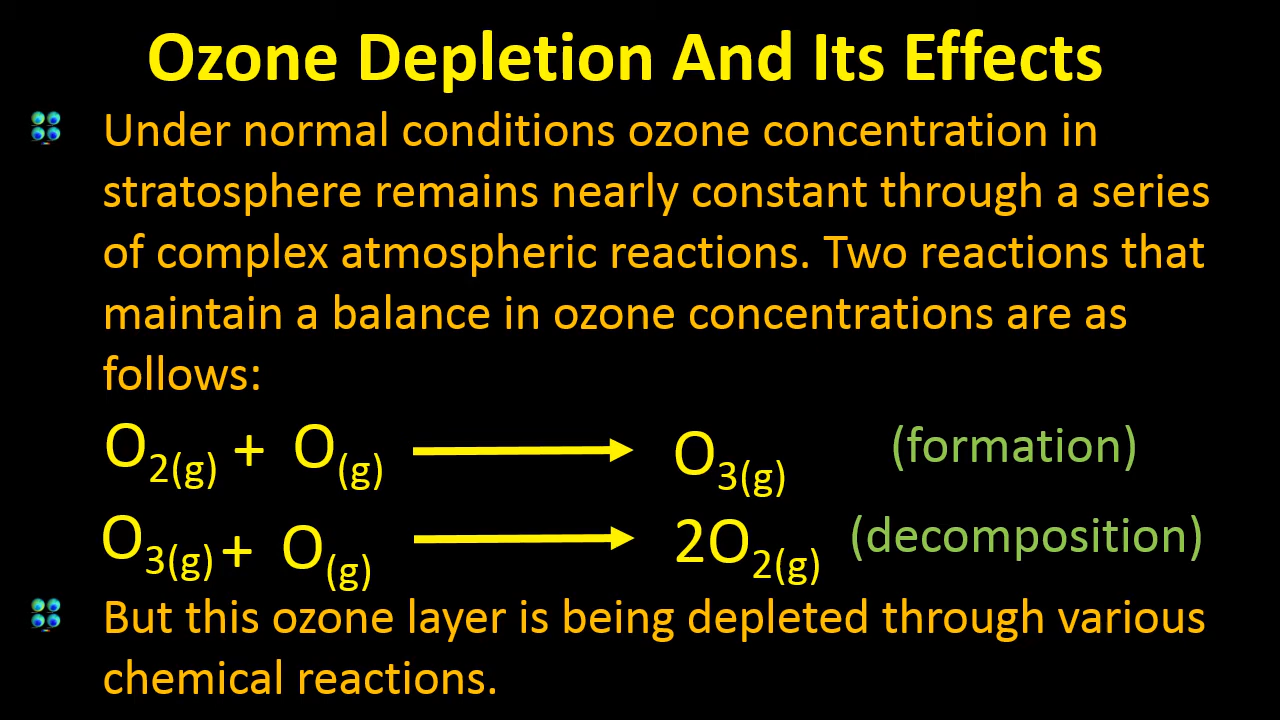 Ozone Depletion And Its Effects
Under normal conditions ozone concentration in
stratosphere remains nearly constant through a series
of complex atmospheric reactions. Two reactions that
maintain a balance in ozone concentrations are as
follows:
O₂(g) + O(g) ⟶ O₃(g) (formation)
O₃(g) + O(g) ⟶ 2O₂(g) (decomposition)
But this ozone layer is being depleted through various
chemical reactions.